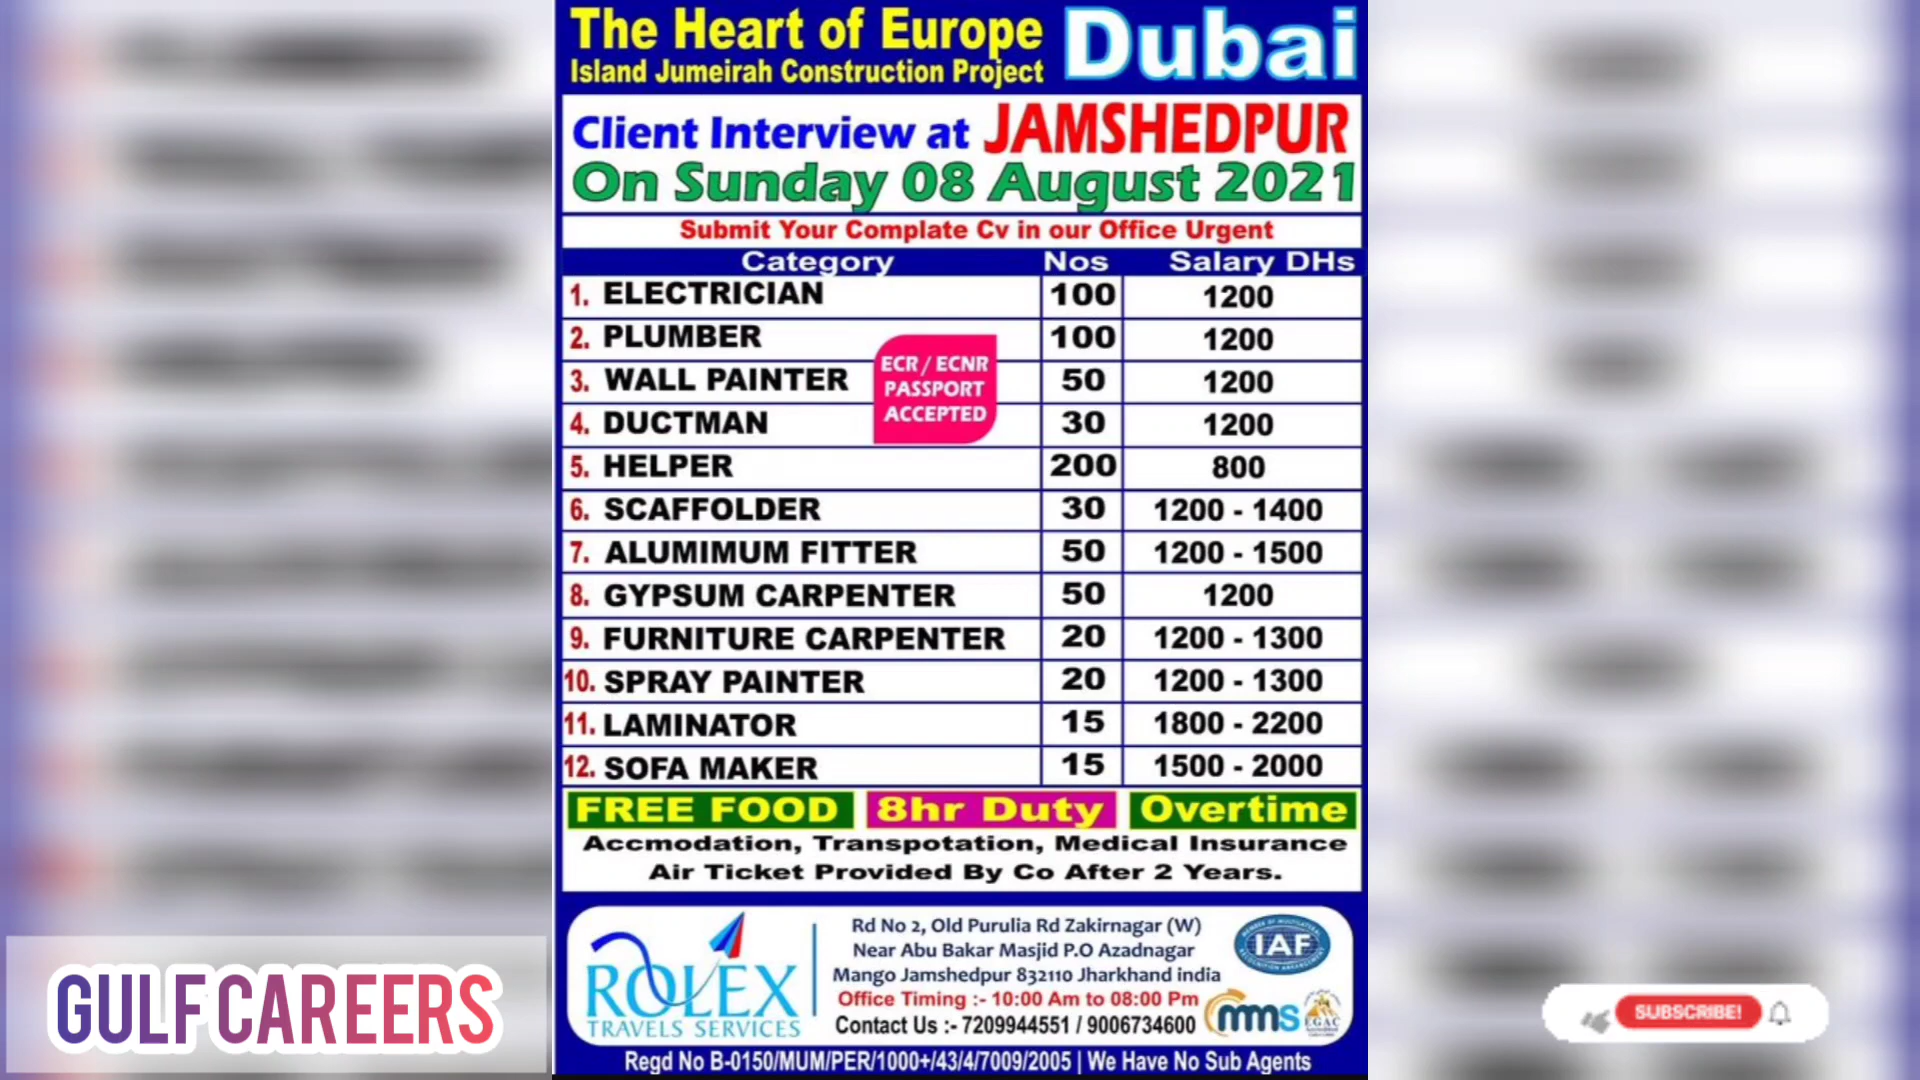 The Heart of Europe Dubai
Island Jumeirah Construction Project
Client Interview at JAMSHEDPUR
On Sunday 08 August 2021
Submit Your Complate Cv in our Office Urgent
Category Nos Salary DHs
1. ELECTRICIAN 100 1200
2. PLUMBER 100 1200
3. WALL PAINTER 50 1200
4. DUCTMAN 30 1200
5. HELPER 200 800
6. SCAFFOLDER 30 1200 - 1400
7. ALUMIMUM FITTER 50 1200 - 1500
8. GYPSUM CARPENTER 50 1200
9. FURNITURE CARPENTER 20 1200 - 1300
10. SPRAY PAINTER 20 1200 - 1300
11. LAMINATOR 15 1800 - 2200
12. SOFA MAKER 15 1500 - 2000
ECR / ECNR
PASSPORT
ACCEPTED
FREE FOOD 8hr Duty Overtime
Accmodation, Transpotation, Medical Insurance
Air Ticket Provided By Co After 2 Years.
ROLEX
TRAVELS SERVICES
Rd No 2, Old Purulia Rd Zakirnagar (W)
Near Abu Bakar Masjid P.O Azadnagar
Mango Jamshedpur 832110 Jharkhand india
Office Timing :- 10:00 Am to 08:00 Pm
Contact Us :- 7209944551 / 9006734600
IAF
mms
EGAC
Regd No B-0150/MUM/PER/1000+/43/4/7009/2005 | We Have No Sub Agents
GULF CAREERS
SUBSCRIBE!